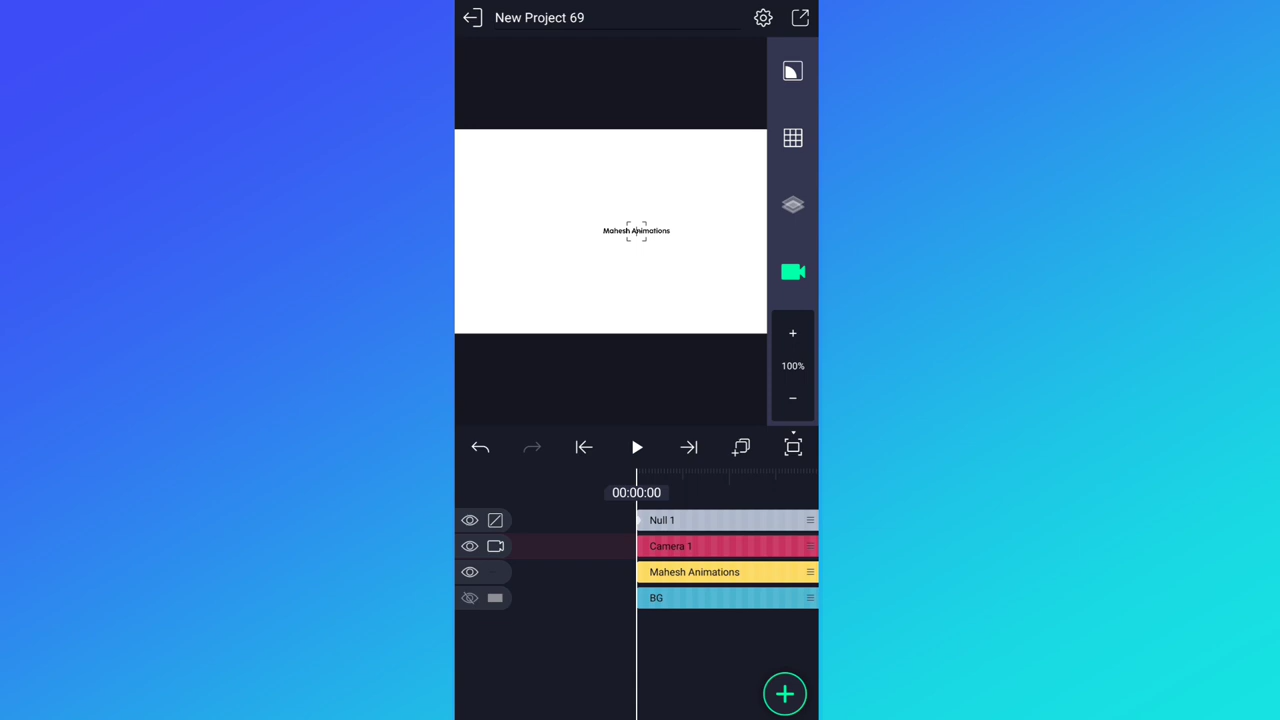 New Project 69
Mahesh Animations
+
100%
−
00:00:00
Null 1
Camera 1
Mahesh Animations
BG